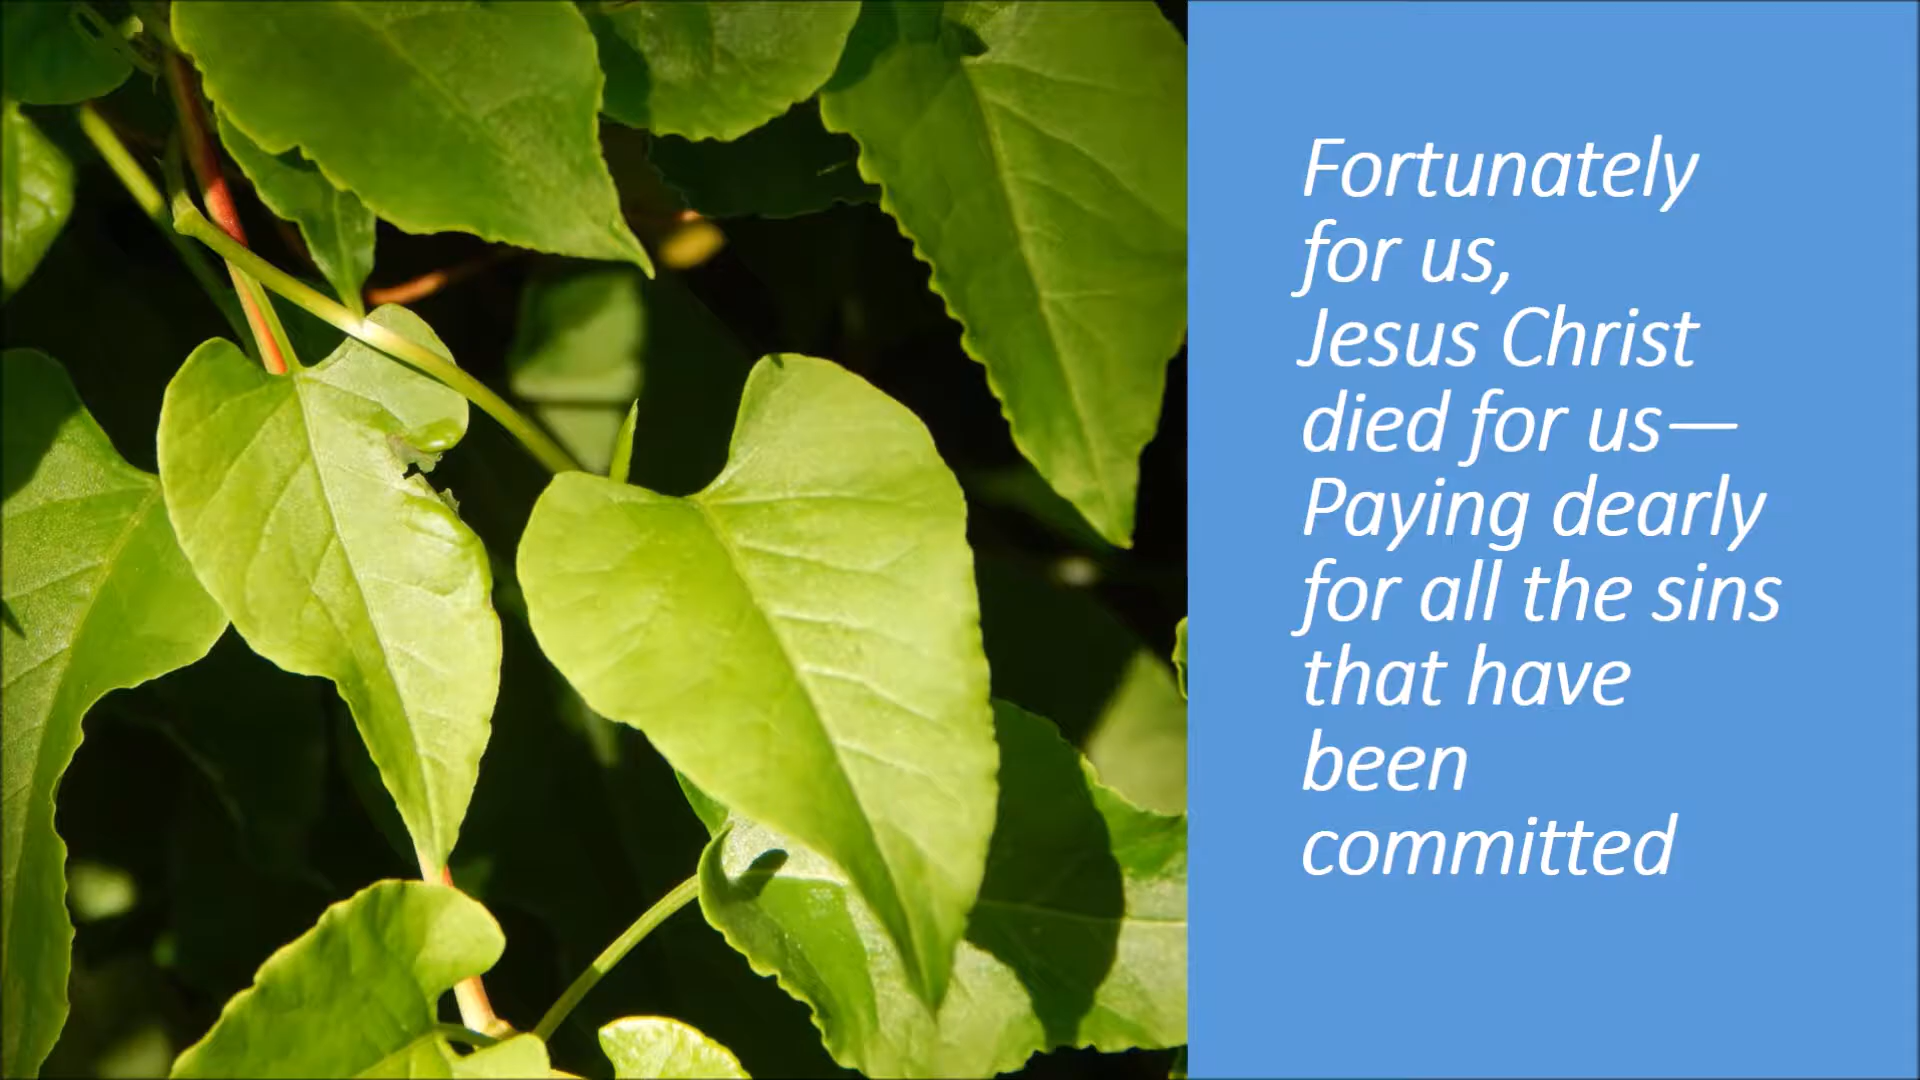 Fortunately
for us,
Jesus Christ
died for us—
Paying dearly
for all the sins
that have
been
committed